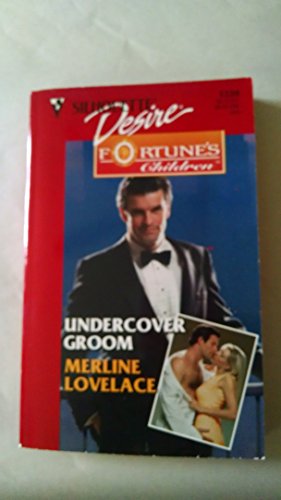 SILHOUETTE
Desire
FORTUNE'S
Children
UNDERCOVER
GROOM
MERLINE
LOVELACE